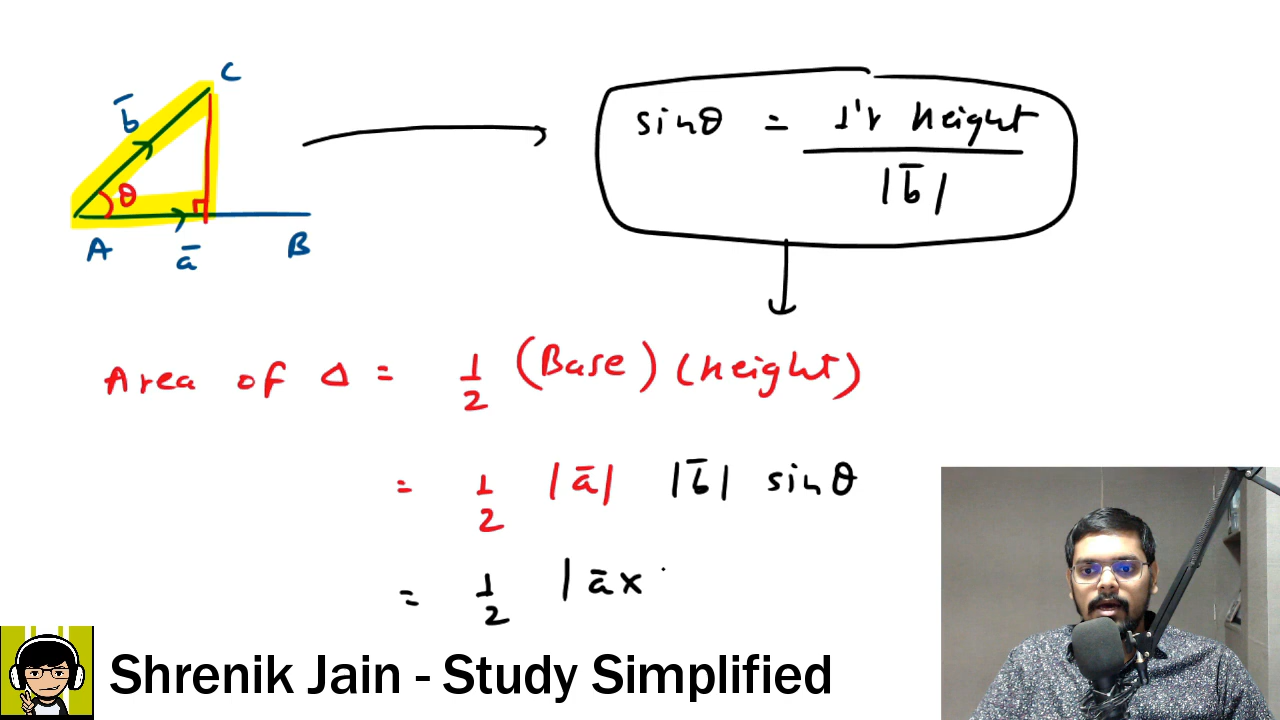 C
b̄
θ
A ā B
sinθ = ⊥'r height / |b̄|
Area of Δ = 1/2 (Base) (height)
= 1/2 |ā| |b̄| sinθ
= 1/2 |ā x
Shrenik Jain - Study Simplified